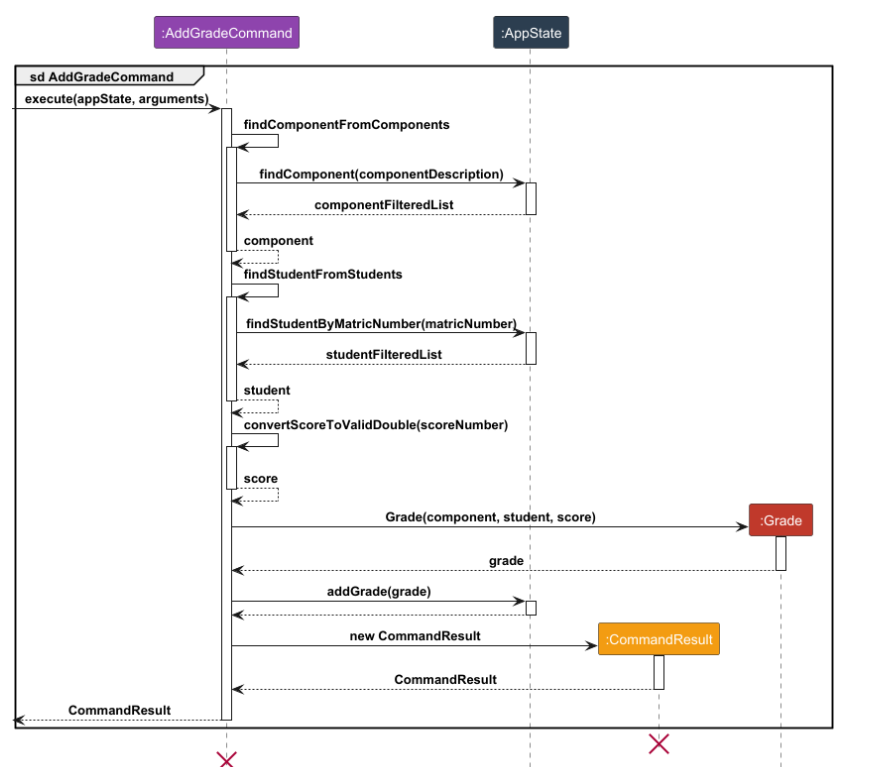 :AddGradeCommand
:AppState
sd AddGradeCommand
execute(appState, arguments)
findComponentFromComponents
findComponent(componentDescription)
componentFilteredList
component
findStudentFromStudents
findStudentByMatricNumber(matricNumber)
studentFilteredList
student
convertScoreToValidDouble(scoreNumber)
score
Grade(component, student, score)
:Grade
grade
addGrade(grade)
new CommandResult
:CommandResult
CommandResult
CommandResult